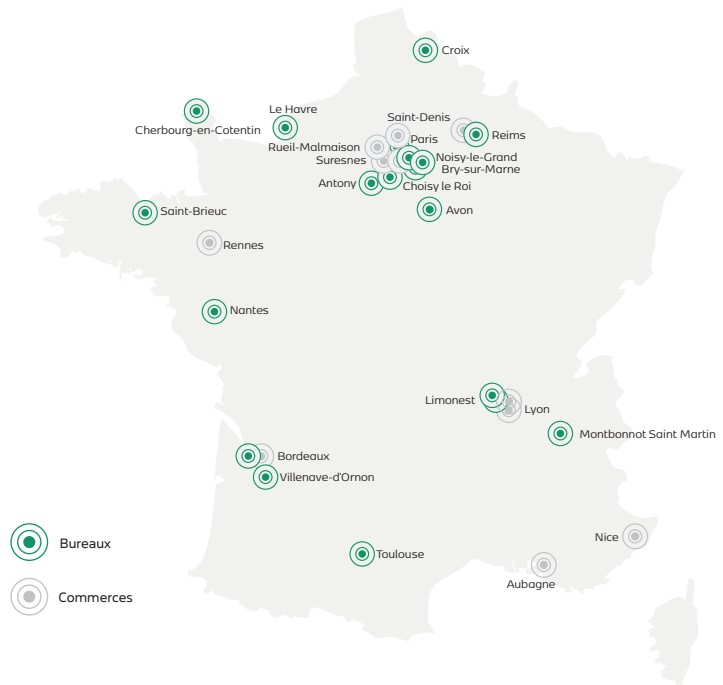 Croix
Le Havre
Cherbourg-en-Cotentin
Saint-Denis
Reims
Paris
Rueil-Malmaison
Suresnes
Noisy-le-Grand
Bry-sur-Marne
Antony
Choisy le Roi
Avon
Saint-Brieuc
Rennes
Nantes
Limonest
Lyon
Montbonnot Saint Martin
Bordeaux
Villenave-d'Ornon
Nice
Bureaux
Toulouse
Aubagne
Commerces